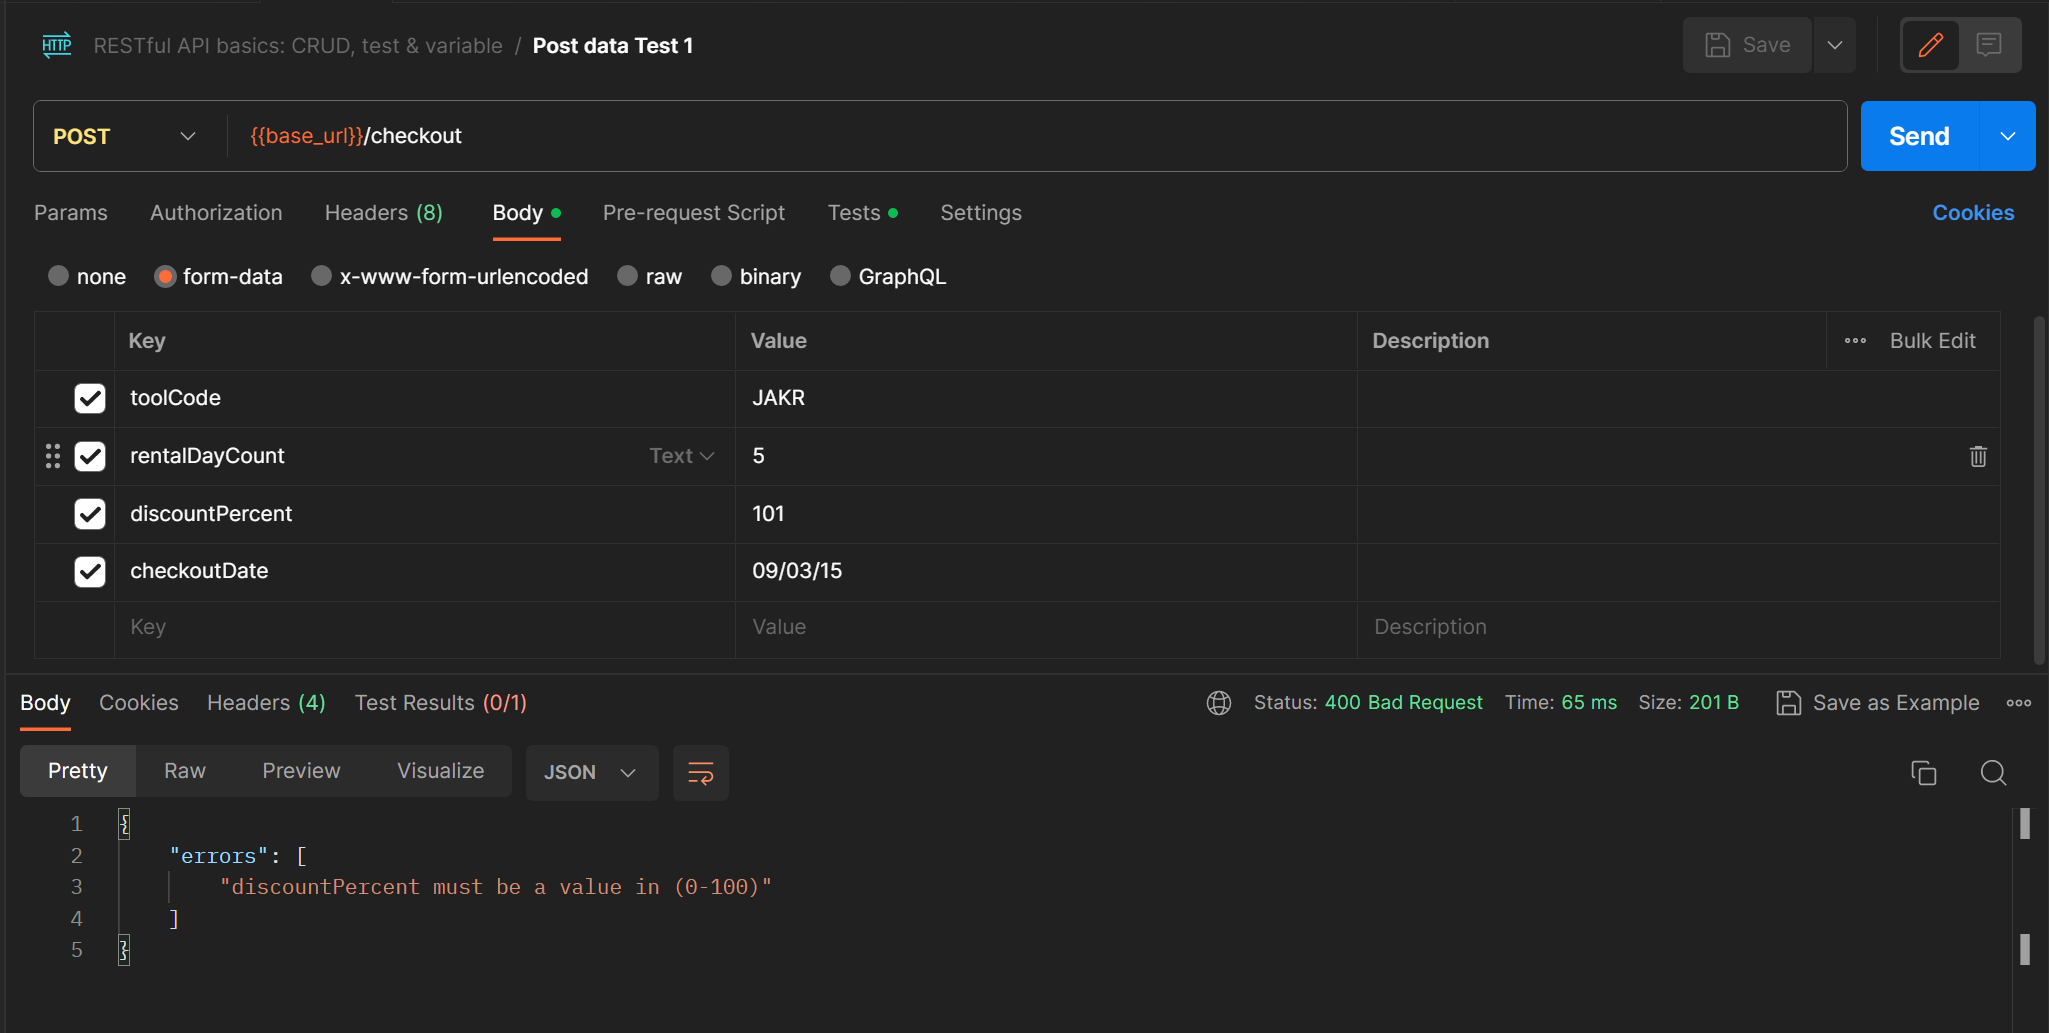 HTTP RESTful API basics: CRUD, test & variable / Post data Test 1 Save
POST {{base_url}}/checkout Send
Params Authorization Headers (8) Body Pre-request Script Tests Settings Cookies
none form-data x-www-form-urlencoded raw binary GraphQL
Key Value Description Bulk Edit
toolCode JAKR
rentalDayCount Text 5
discountPercent 101
checkoutDate 09/03/15
Key Value Description
Body Cookies Headers (4) Test Results (0/1) Status: 400 Bad Request Time: 65 ms Size: 201 B Save as Example
Pretty Raw Preview Visualize JSON
1 {
2 "errors": [
3 "discountPercent must be a value in (0-100)"
4 ]
5 }